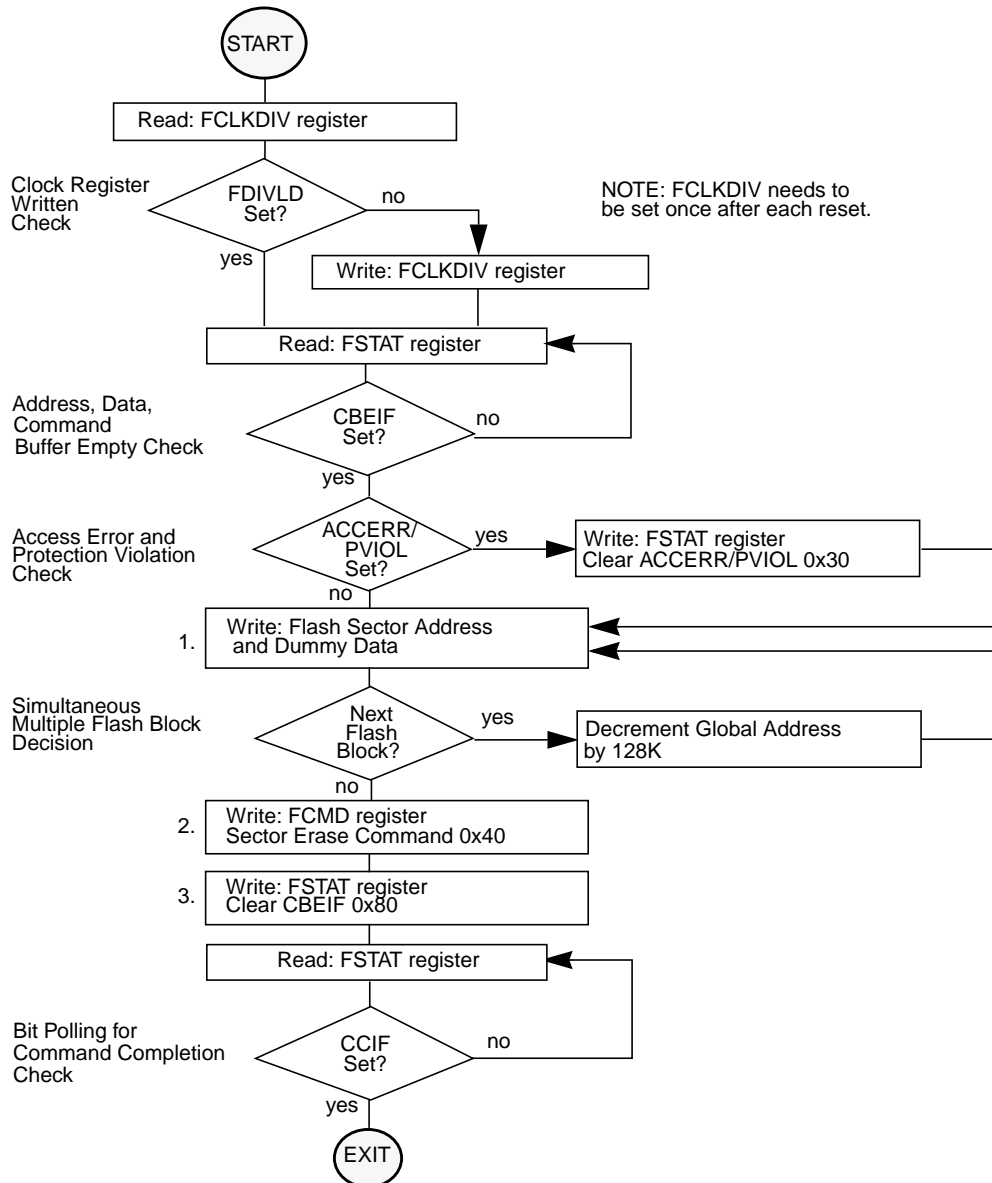 START
Read: FCLKDIV register
Clock Register
Written
Check
FDIVLD
Set?
no
yes
NOTE: FCLKDIV needs to
be set once after each reset.
Write: FCLKDIV register
Read: FSTAT register
Address, Data,
Command
Buffer Empty Check
CBEIF
Set?
no
yes
Access Error and
Protection Violation
Check
ACCERR/
PVIOL
Set?
yes
no
Write: FSTAT register
Clear ACCERR/PVIOL 0x30
1.
Write: Flash Sector Address
and Dummy Data
Simultaneous
Multiple Flash Block
Decision
Next
Flash
Block?
yes
no
Decrement Global Address
by 128K
2.
Write: FCMD register
Sector Erase Command 0x40
3.
Write: FSTAT register
Clear CBEIF 0x80
Read: FSTAT register
Bit Polling for
Command Completion
Check
CCIF
Set?
no
yes
EXIT